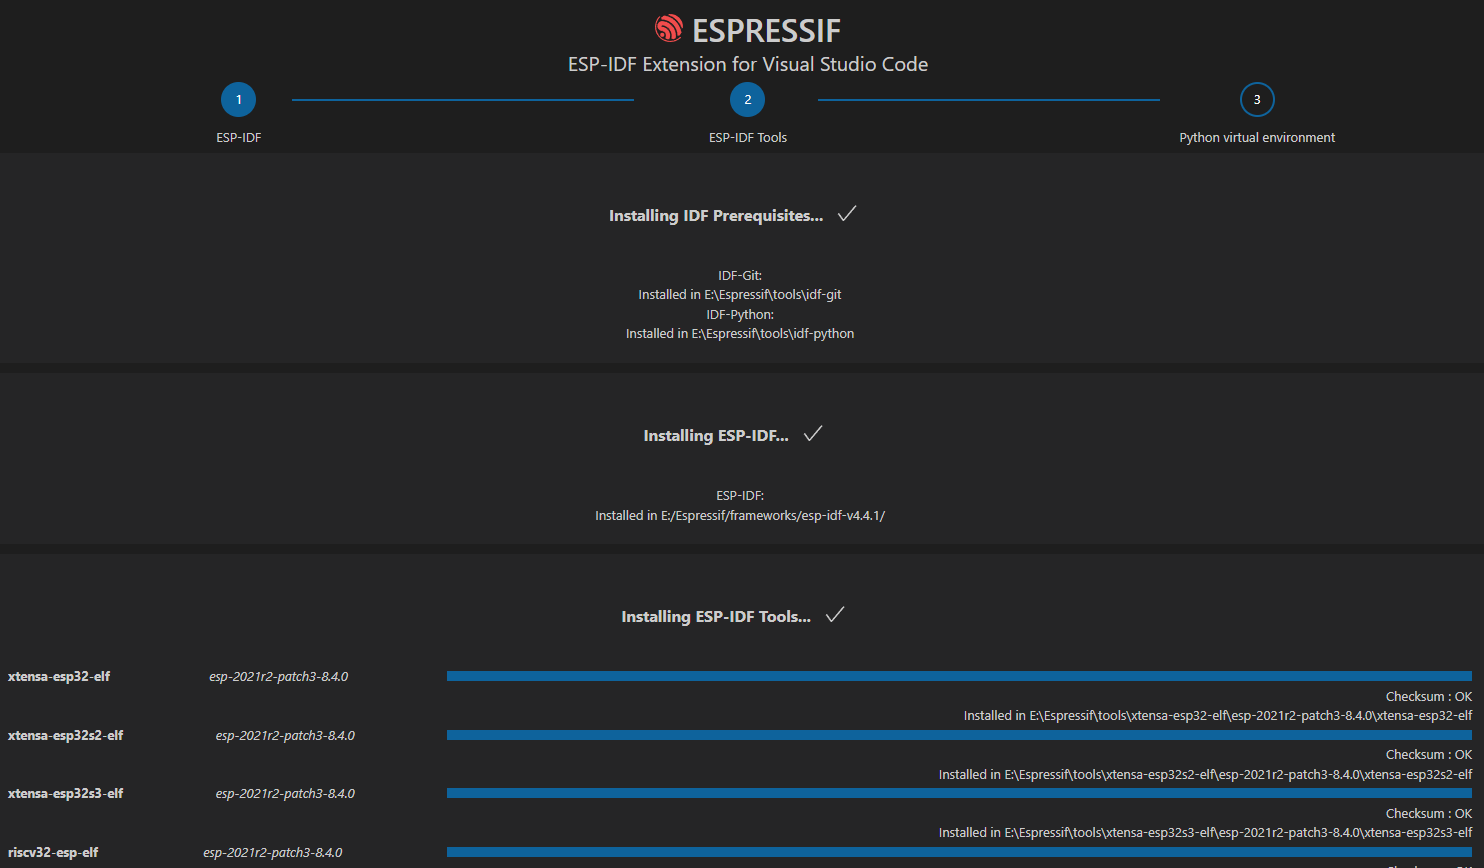 ESPRESSIF
ESP-IDF Extension for Visual Studio Code
1
2
3
ESP-IDF
ESP-IDF Tools
Python virtual environment
Installing IDF Prerequisites...
IDF-Git:
Installed in E:\Espressif\tools\idf-git
IDF-Python:
Installed in E:\Espressif\tools\idf-python
Installing ESP-IDF...
ESP-IDF:
Installed in E:/Espressif/frameworks/esp-idf-v4.4.1/
Installing ESP-IDF Tools...
xtensa-esp32-elf esp-2021r2-patch3-8.4.0
Checksum : OK
Installed in E:\Espressif\tools\xtensa-esp32-elf\esp-2021r2-patch3-8.4.0\xtensa-esp32-elf
xtensa-esp32s2-elf esp-2021r2-patch3-8.4.0
Checksum : OK
Installed in E:\Espressif\tools\xtensa-esp32s2-elf\esp-2021r2-patch3-8.4.0\xtensa-esp32s2-elf
xtensa-esp32s3-elf esp-2021r2-patch3-8.4.0
Checksum : OK
Installed in E:\Espressif\tools\xtensa-esp32s3-elf\esp-2021r2-patch3-8.4.0\xtensa-esp32s3-elf
riscv32-esp-elf esp-2021r2-patch3-8.4.0